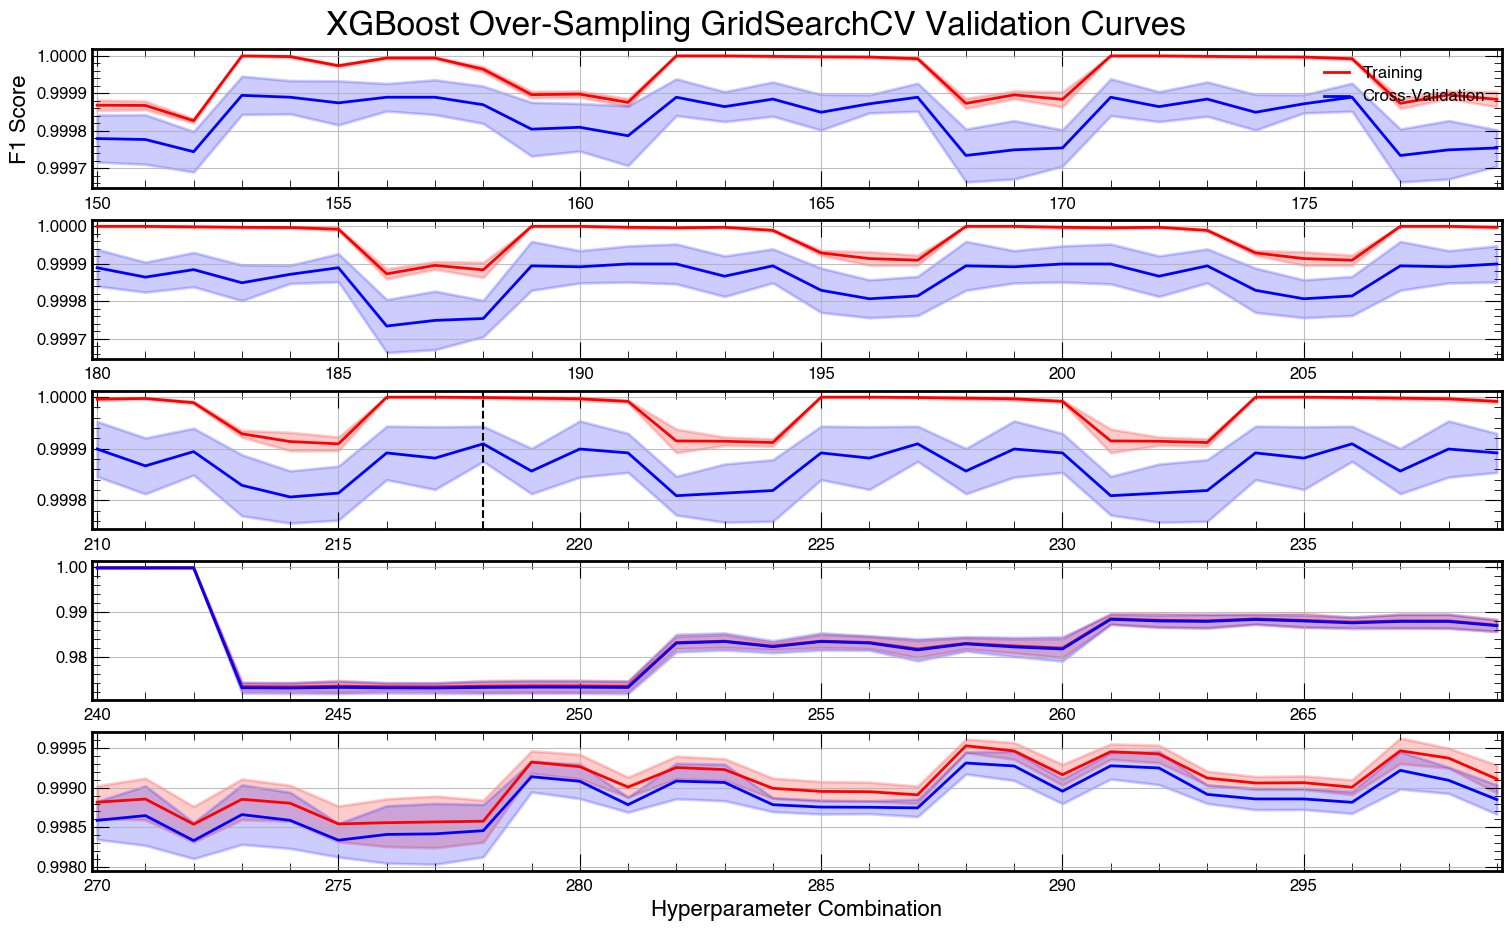 XGBoost Over-Sampling GridSearchCV Validation Curves
F1 Score
1.0000
0.9999
0.9998
0.9997
Training
Cross-Validation
150 155 160 165 170 175
1.0000
0.9999
0.9998
0.9997
180 185 190 195 200 205
1.0000
0.9999
0.9998
210 215 220 225 230 235
1.00
0.99
0.98
240 245 250 255 260 265
0.9995
0.9990
0.9985
0.9980
270 275 280 285 290 295
Hyperparameter Combination